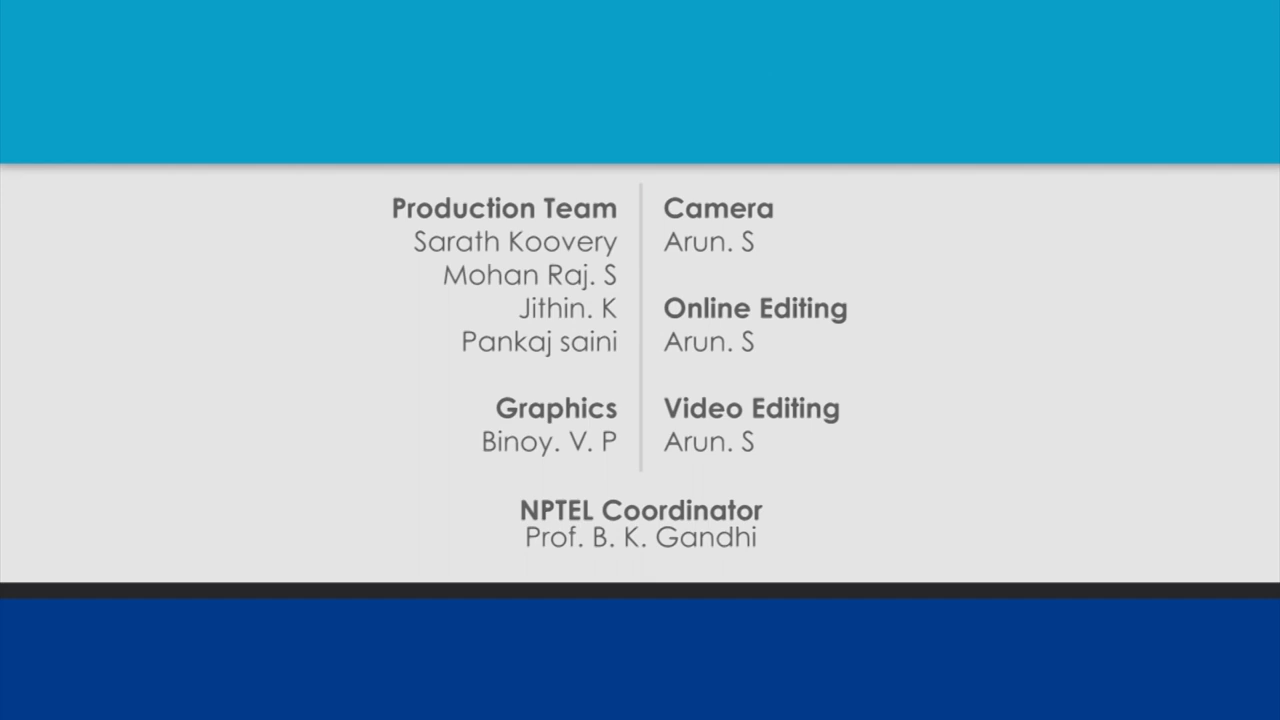 Production Team
Sarath Koovery
Mohan Raj. S
Jithin. K
Pankaj saini
Graphics
Binoy. V. P
Camera
Arun. S
Online Editing
Arun. S
Video Editing
Arun. S
NPTEL Coordinator
Prof. B. K. Gandhi